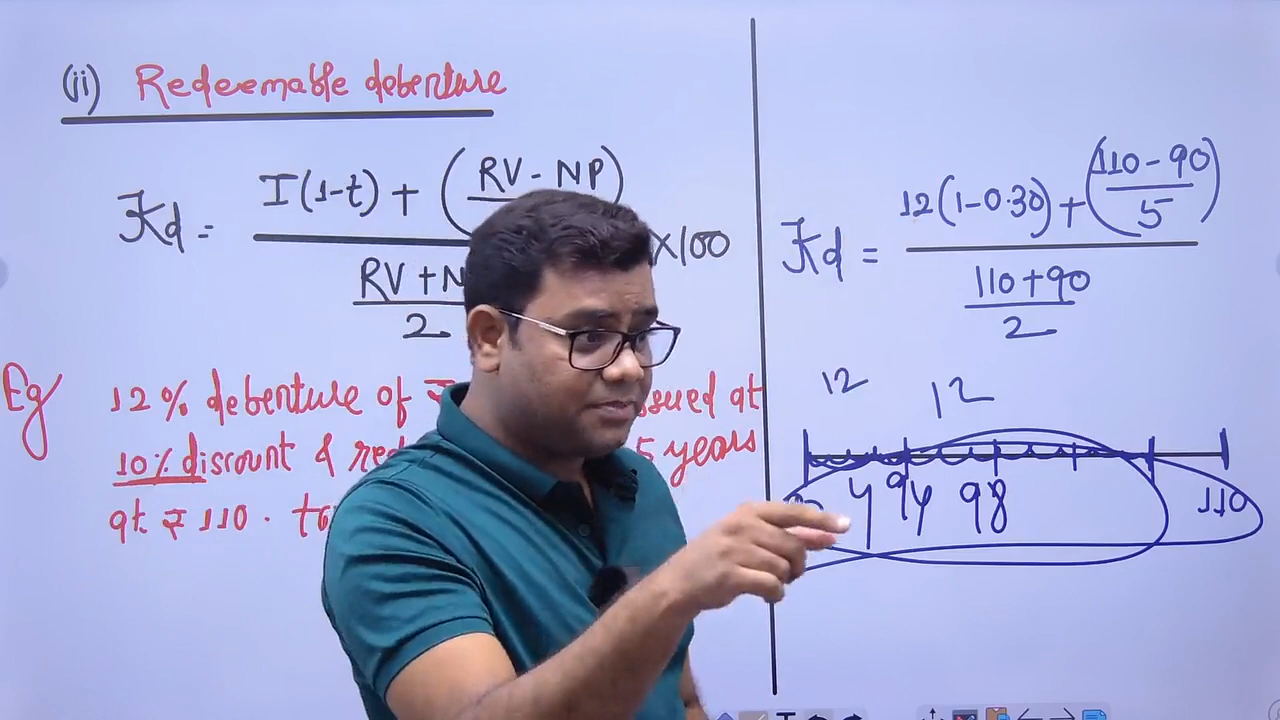 (ii) Redeemable debenture
Kd = I(1-t) + (RV - NP)
RV + N
2
X100
Eg 12% debenture of ₹ ssued at
10% discount & red 5 years
at ₹ 110. ta
Kd = 12(1-0.30) + (110 - 90)
5
110 + 90
2
12 12
4 94 98 110